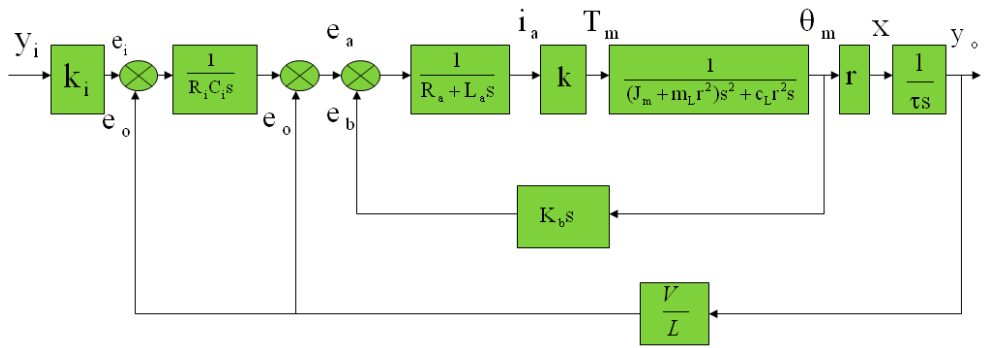 y_i
k_i
e_i
e_o
1 / R_i C_i s
e_o
e_a
e_b
1 / R_a + L_a s
i_a
k
T_m
1 / (J_m + m_L r^2)s^2 + c_L r^2 s
θ_m
r
X
1 / τs
y_o
K_b s
V / L